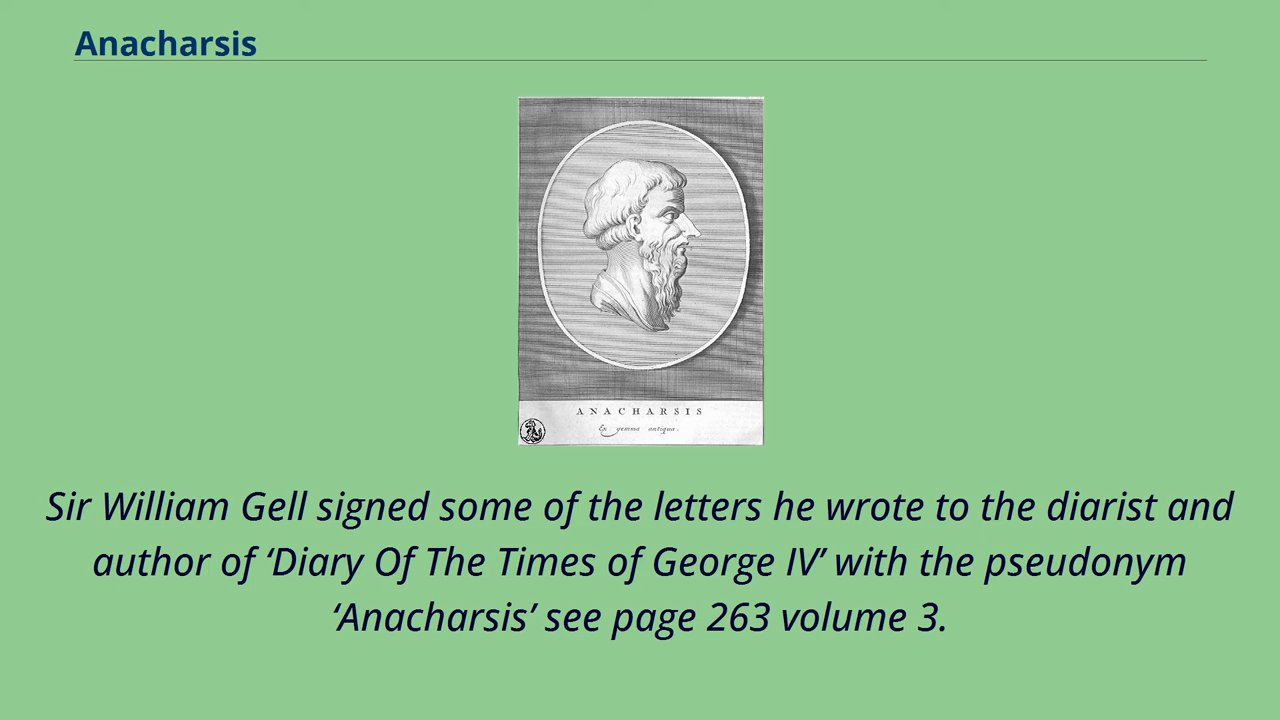 Anacharsis
ANACHARSIS
Ex gemma antiqua.
Sir William Gell signed some of the letters he wrote to the diarist and
author of ‘Diary Of The Times of George IV’ with the pseudonym
‘Anacharsis’ see page 263 volume 3.